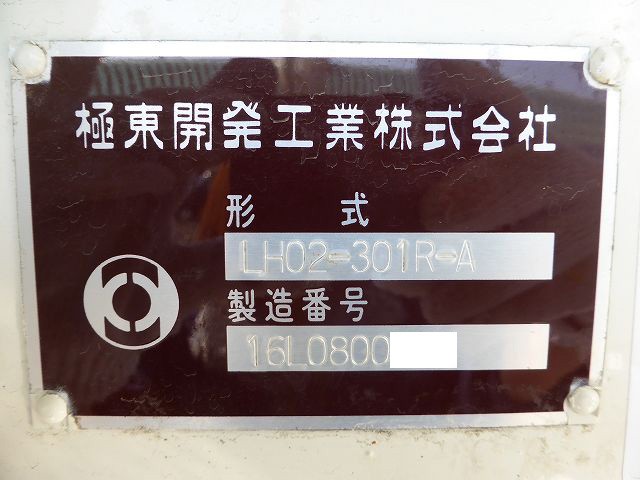 極東開発工業株式会社
形 式
LH02-301R-A
製造番号
16L0800